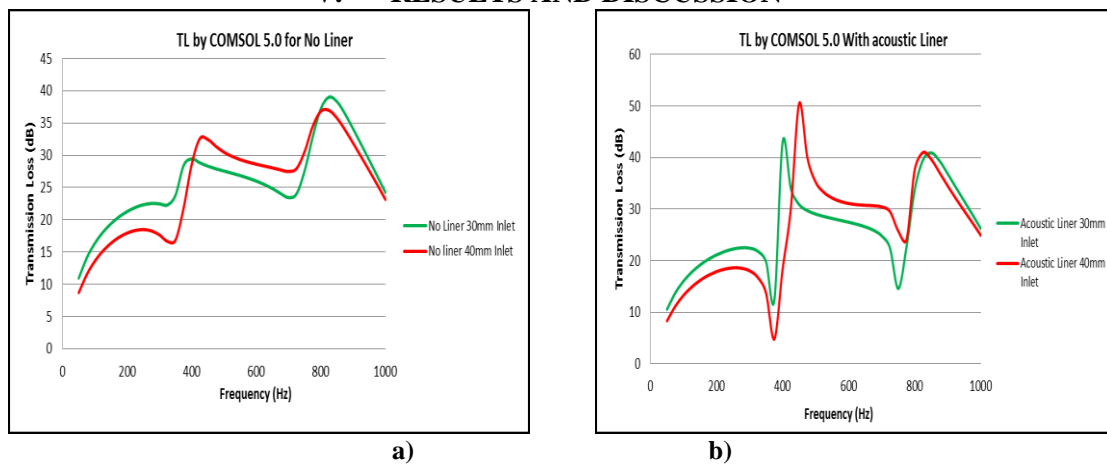 V. RESULTS AND DISCUSSION
TL by COMSOL 5.0 for No Liner
Transmission Loss (dB)
45
40
35
30
25
20
15
10
5
0
0 200 400 600 800 1000
Frequency (Hz)
No Liner 30mm Inlet
No liner 40mm Inlet
a)
TL by COMSOL 5.0 With acoustic Liner
Transmission Loss (dB)
60
50
40
30
20
10
0
0 200 400 600 800 1000
Frequency (Hz)
Acoustic Liner 30mm
Inlet
Acoustic Liner 40mm
Inlet
b)